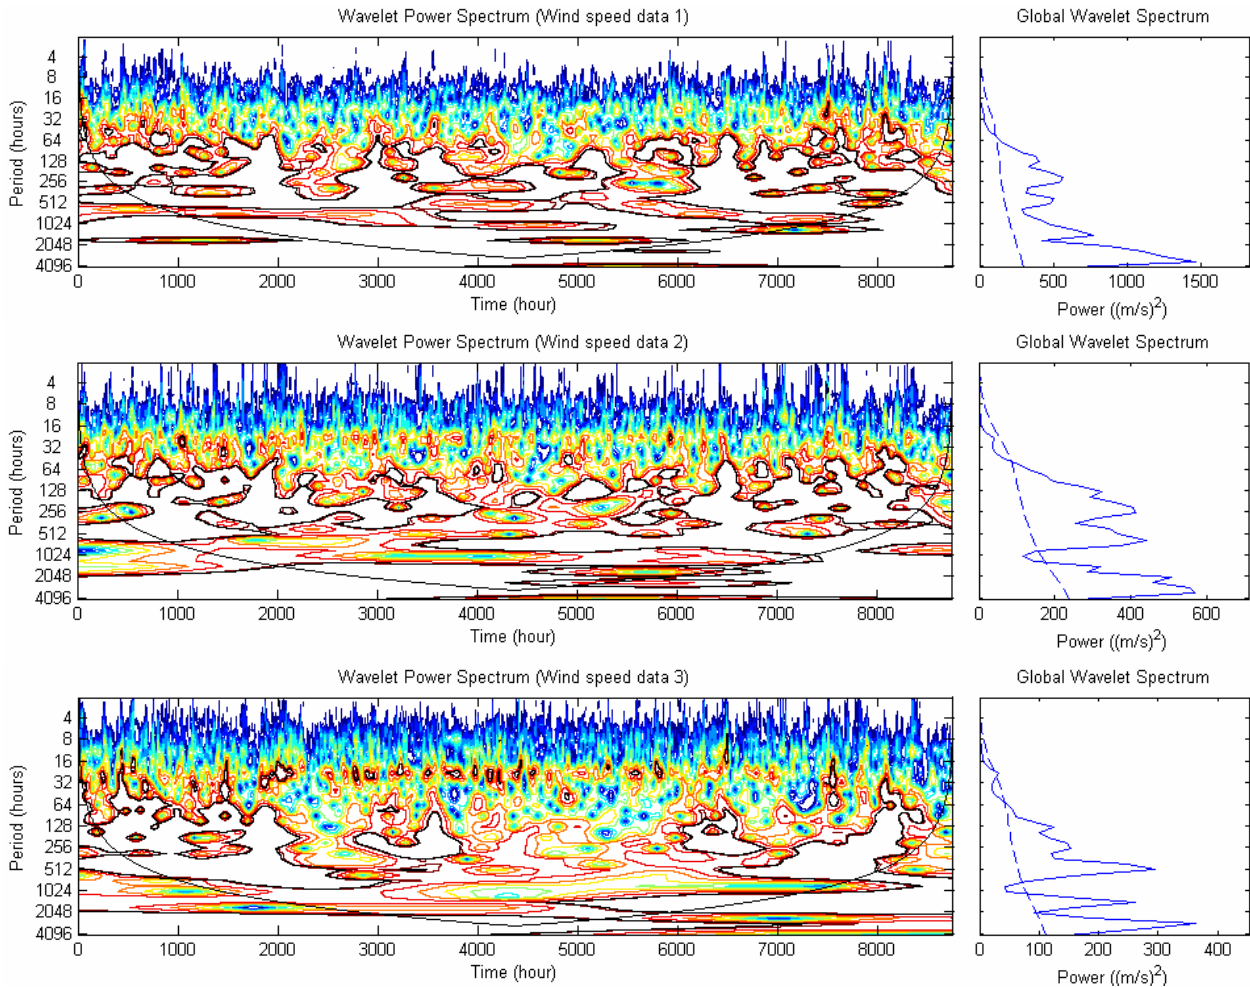 Wavelet Power Spectrum (Wind speed data 1)
Global Wavelet Spectrum
Period (hours)
4
8
16
32
64
128
256
512
1024
2048
4096
0 1000 2000 3000 4000 5000 6000 7000 8000
Time (hour)
0 500 1000 1500
Power ((m/s)²)
Wavelet Power Spectrum (Wind speed data 2)
Global Wavelet Spectrum
Period (hours)
4
8
16
32
64
128
256
512
1024
2048
4096
0 1000 2000 3000 4000 5000 6000 7000 8000
Time (hour)
0 200 400 600
Power ((m/s)²)
Wavelet Power Spectrum (Wind speed data 3)
Global Wavelet Spectrum
Period (hours)
4
8
16
32
64
128
256
512
1024
2048
4096
0 1000 2000 3000 4000 5000 6000 7000 8000
Time (hour)
0 100 200 300 400
Power ((m/s)²)